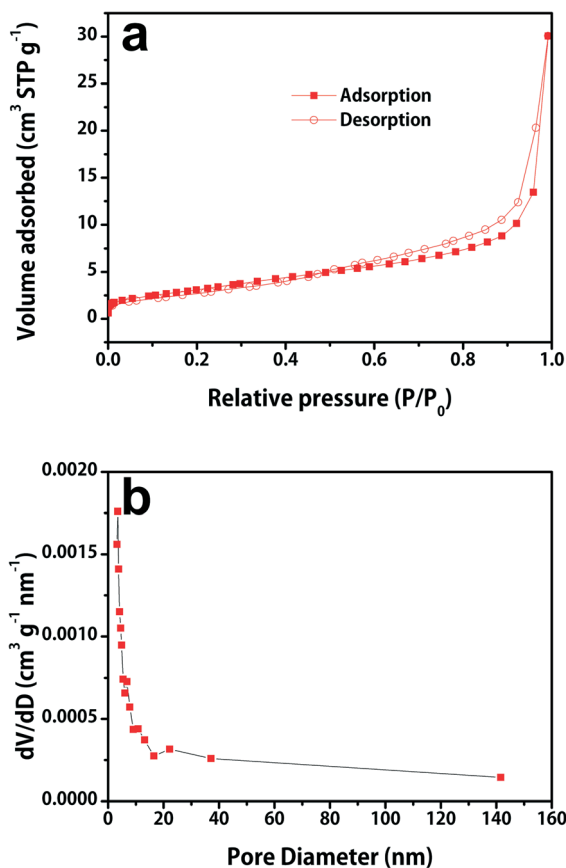 a
30
25
20
15
10
5
0
Volume adsorbed (cm³ STP g⁻¹)
Adsorption
Desorption
0.0 0.2 0.4 0.6 0.8 1.0
Relative pressure (P/P₀)
b
0.0020
0.0015
0.0010
0.0005
0.0000
dV/dD (cm³ g⁻¹ nm⁻¹)
0 20 40 60 80 100 120 140 160
Pore Diameter (nm)